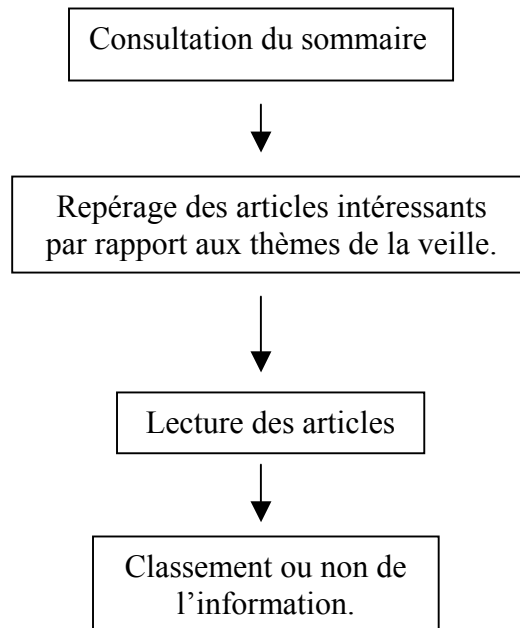 Consultation du sommaire
Repérage des articles intéressants
par rapport aux thèmes de la veille.
Lecture des articles
Classement ou non de
l’information.